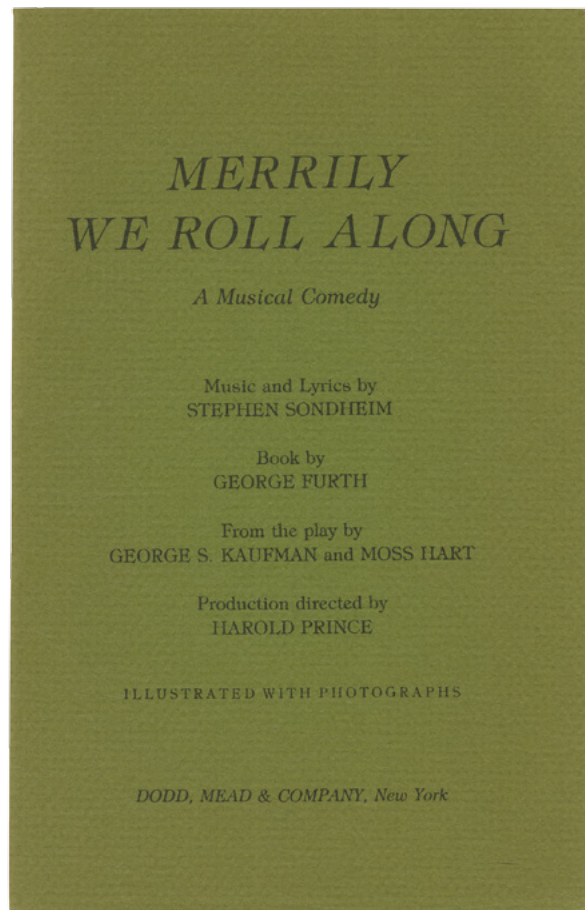 MERRILY
WE ROLL ALONG
A Musical Comedy
Music and Lyrics by
STEPHEN SONDHEIM
Book by
GEORGE FURTH
From the play by
GEORGE S. KAUFMAN and MOSS HART
Production directed by
HAROLD PRINCE
ILLUSTRATED WITH PHOTOGRAPHS
DODD, MEAD & COMPANY, New York